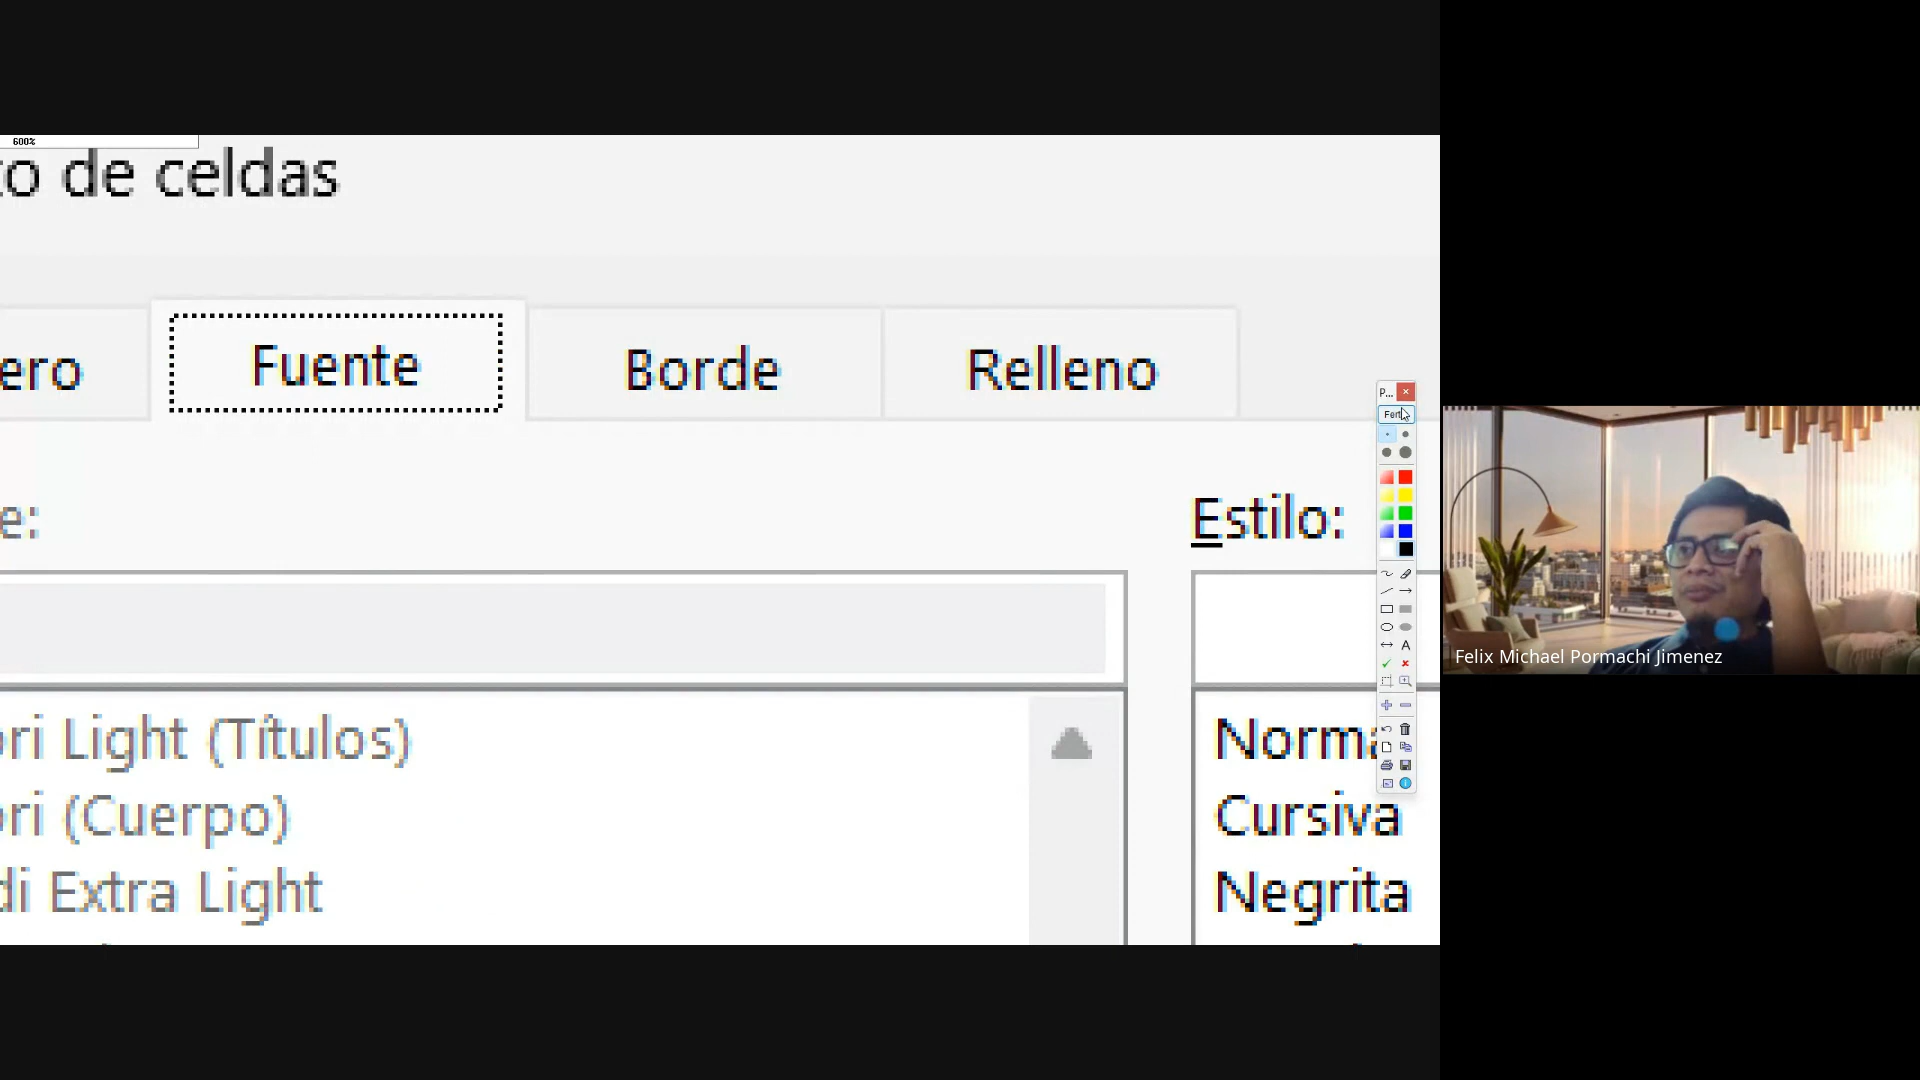 600%
to de celdas
ero
Fuente
Borde
Relleno
P...
e:
Estilo:
ri Light (Títulos)
ri (Cuerpo)
di Extra Light
Norma
Cursiva
Negrita
A
Felix Michael Pormachi Jimenez